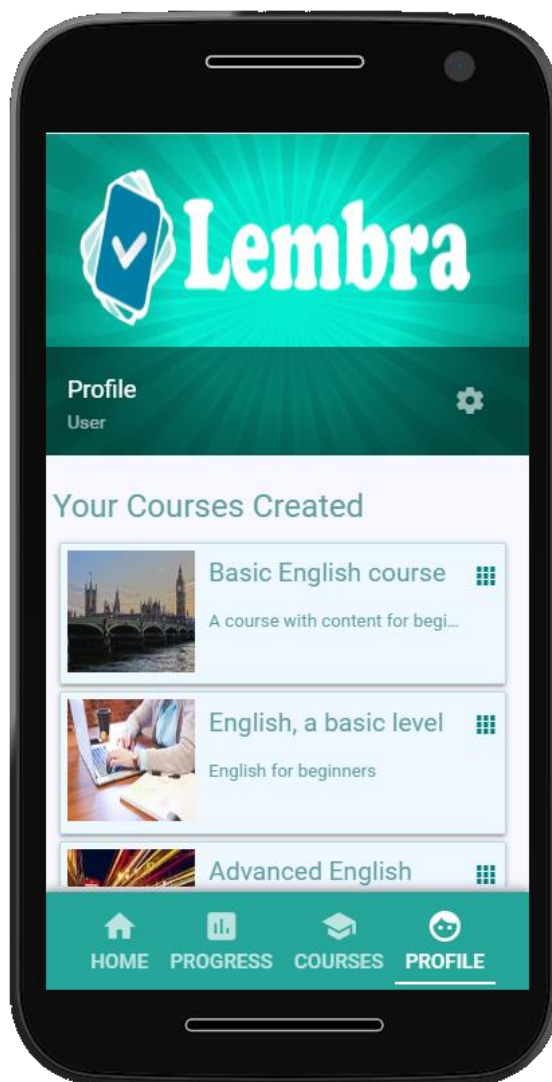 Lembra
Profile
User
Your Courses Created
Basic English course
A course with content for begi...
English, a basic level
English for beginners
Advanced English
HOME PROGRESS COURSES PROFILE